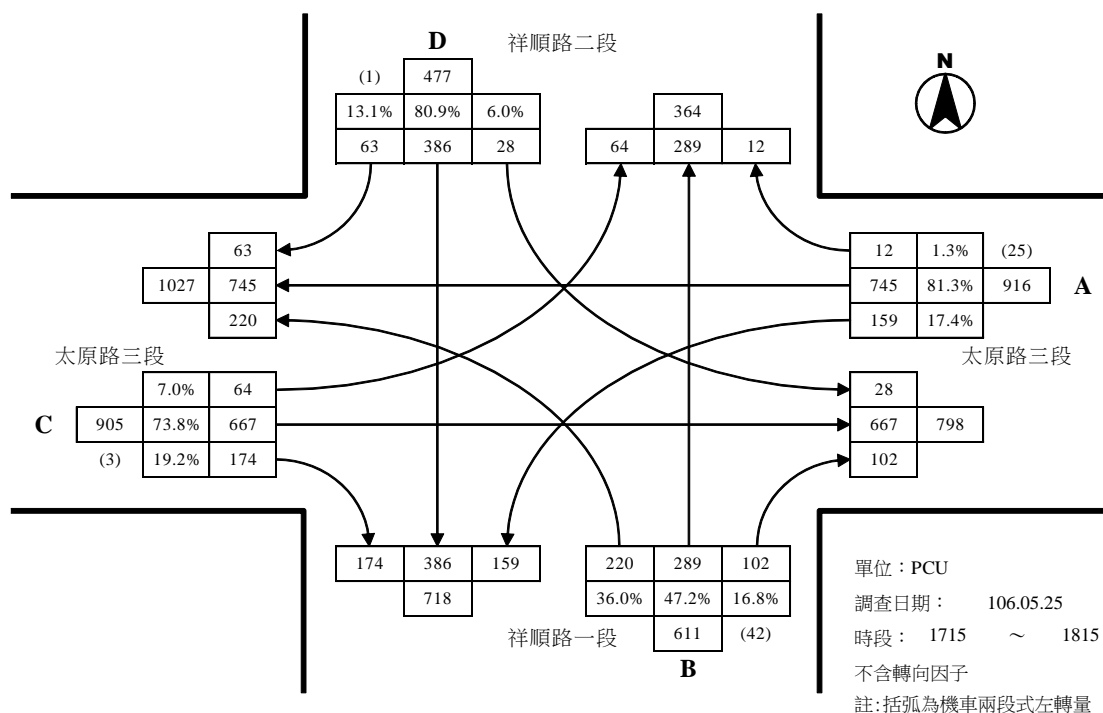 D
祥順路二段
N
(1)
477
13.1% 80.9% 6.0%
63 386 28
364
64 289 12
63
1027 745
220
12 1.3% (25)
745 81.3% 916
159 17.4%
A
太原路三段
太原路三段
7.0% 64
C
905 73.8% 667
(3) 19.2% 174
28
667 798
102
174 386 159
718
220 289 102
36.0% 47.2% 16.8%
611 (42)
祥順路一段
B
單位：PCU
調查日期： 106.05.25
時段： 1715 ～ 1815
不含轉向因子
註:括弧為機車兩段式左轉量